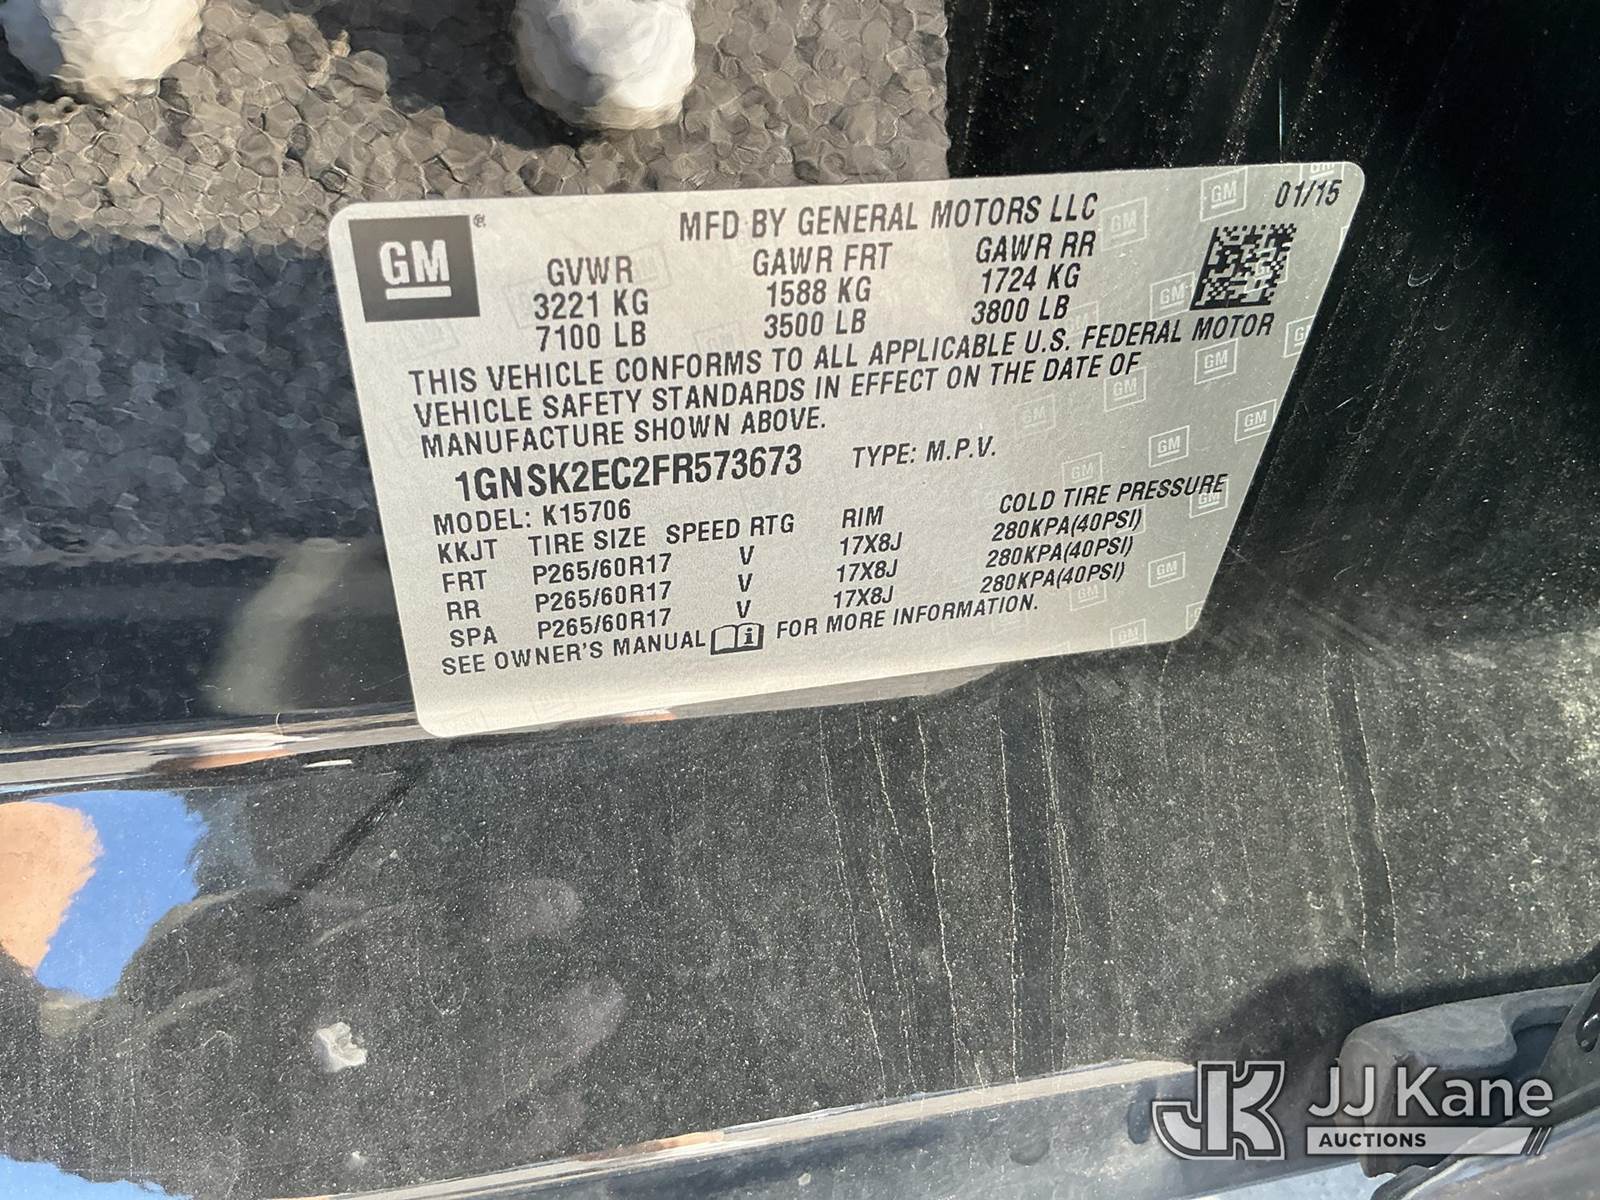 GM
MFD BY GENERAL MOTORS LLC 01/15
GVWR GAWR FRT GAWR RR
3221 KG 1588 KG 1724 KG
7100 LB 3500 LB 3800 LB
THIS VEHICLE CONFORMS TO ALL APPLICABLE U.S. FEDERAL MOTOR
VEHICLE SAFETY STANDARDS IN EFFECT ON THE DATE OF
MANUFACTURE SHOWN ABOVE.
1GNSK2EC2FR573673 TYPE: M.P.V.
MODEL: K15706
KKJT TIRE SIZE SPEED RTG RIM COLD TIRE PRESSURE
FRT P265/60R17 V 17X8J 280KPA(40PSI)
RR P265/60R17 V 17X8J 280KPA(40PSI)
SPA P265/60R17 V 17X8J 280KPA(40PSI)
SEE OWNER'S MANUAL FOR MORE INFORMATION.
JK JJ Kane
AUCTIONS